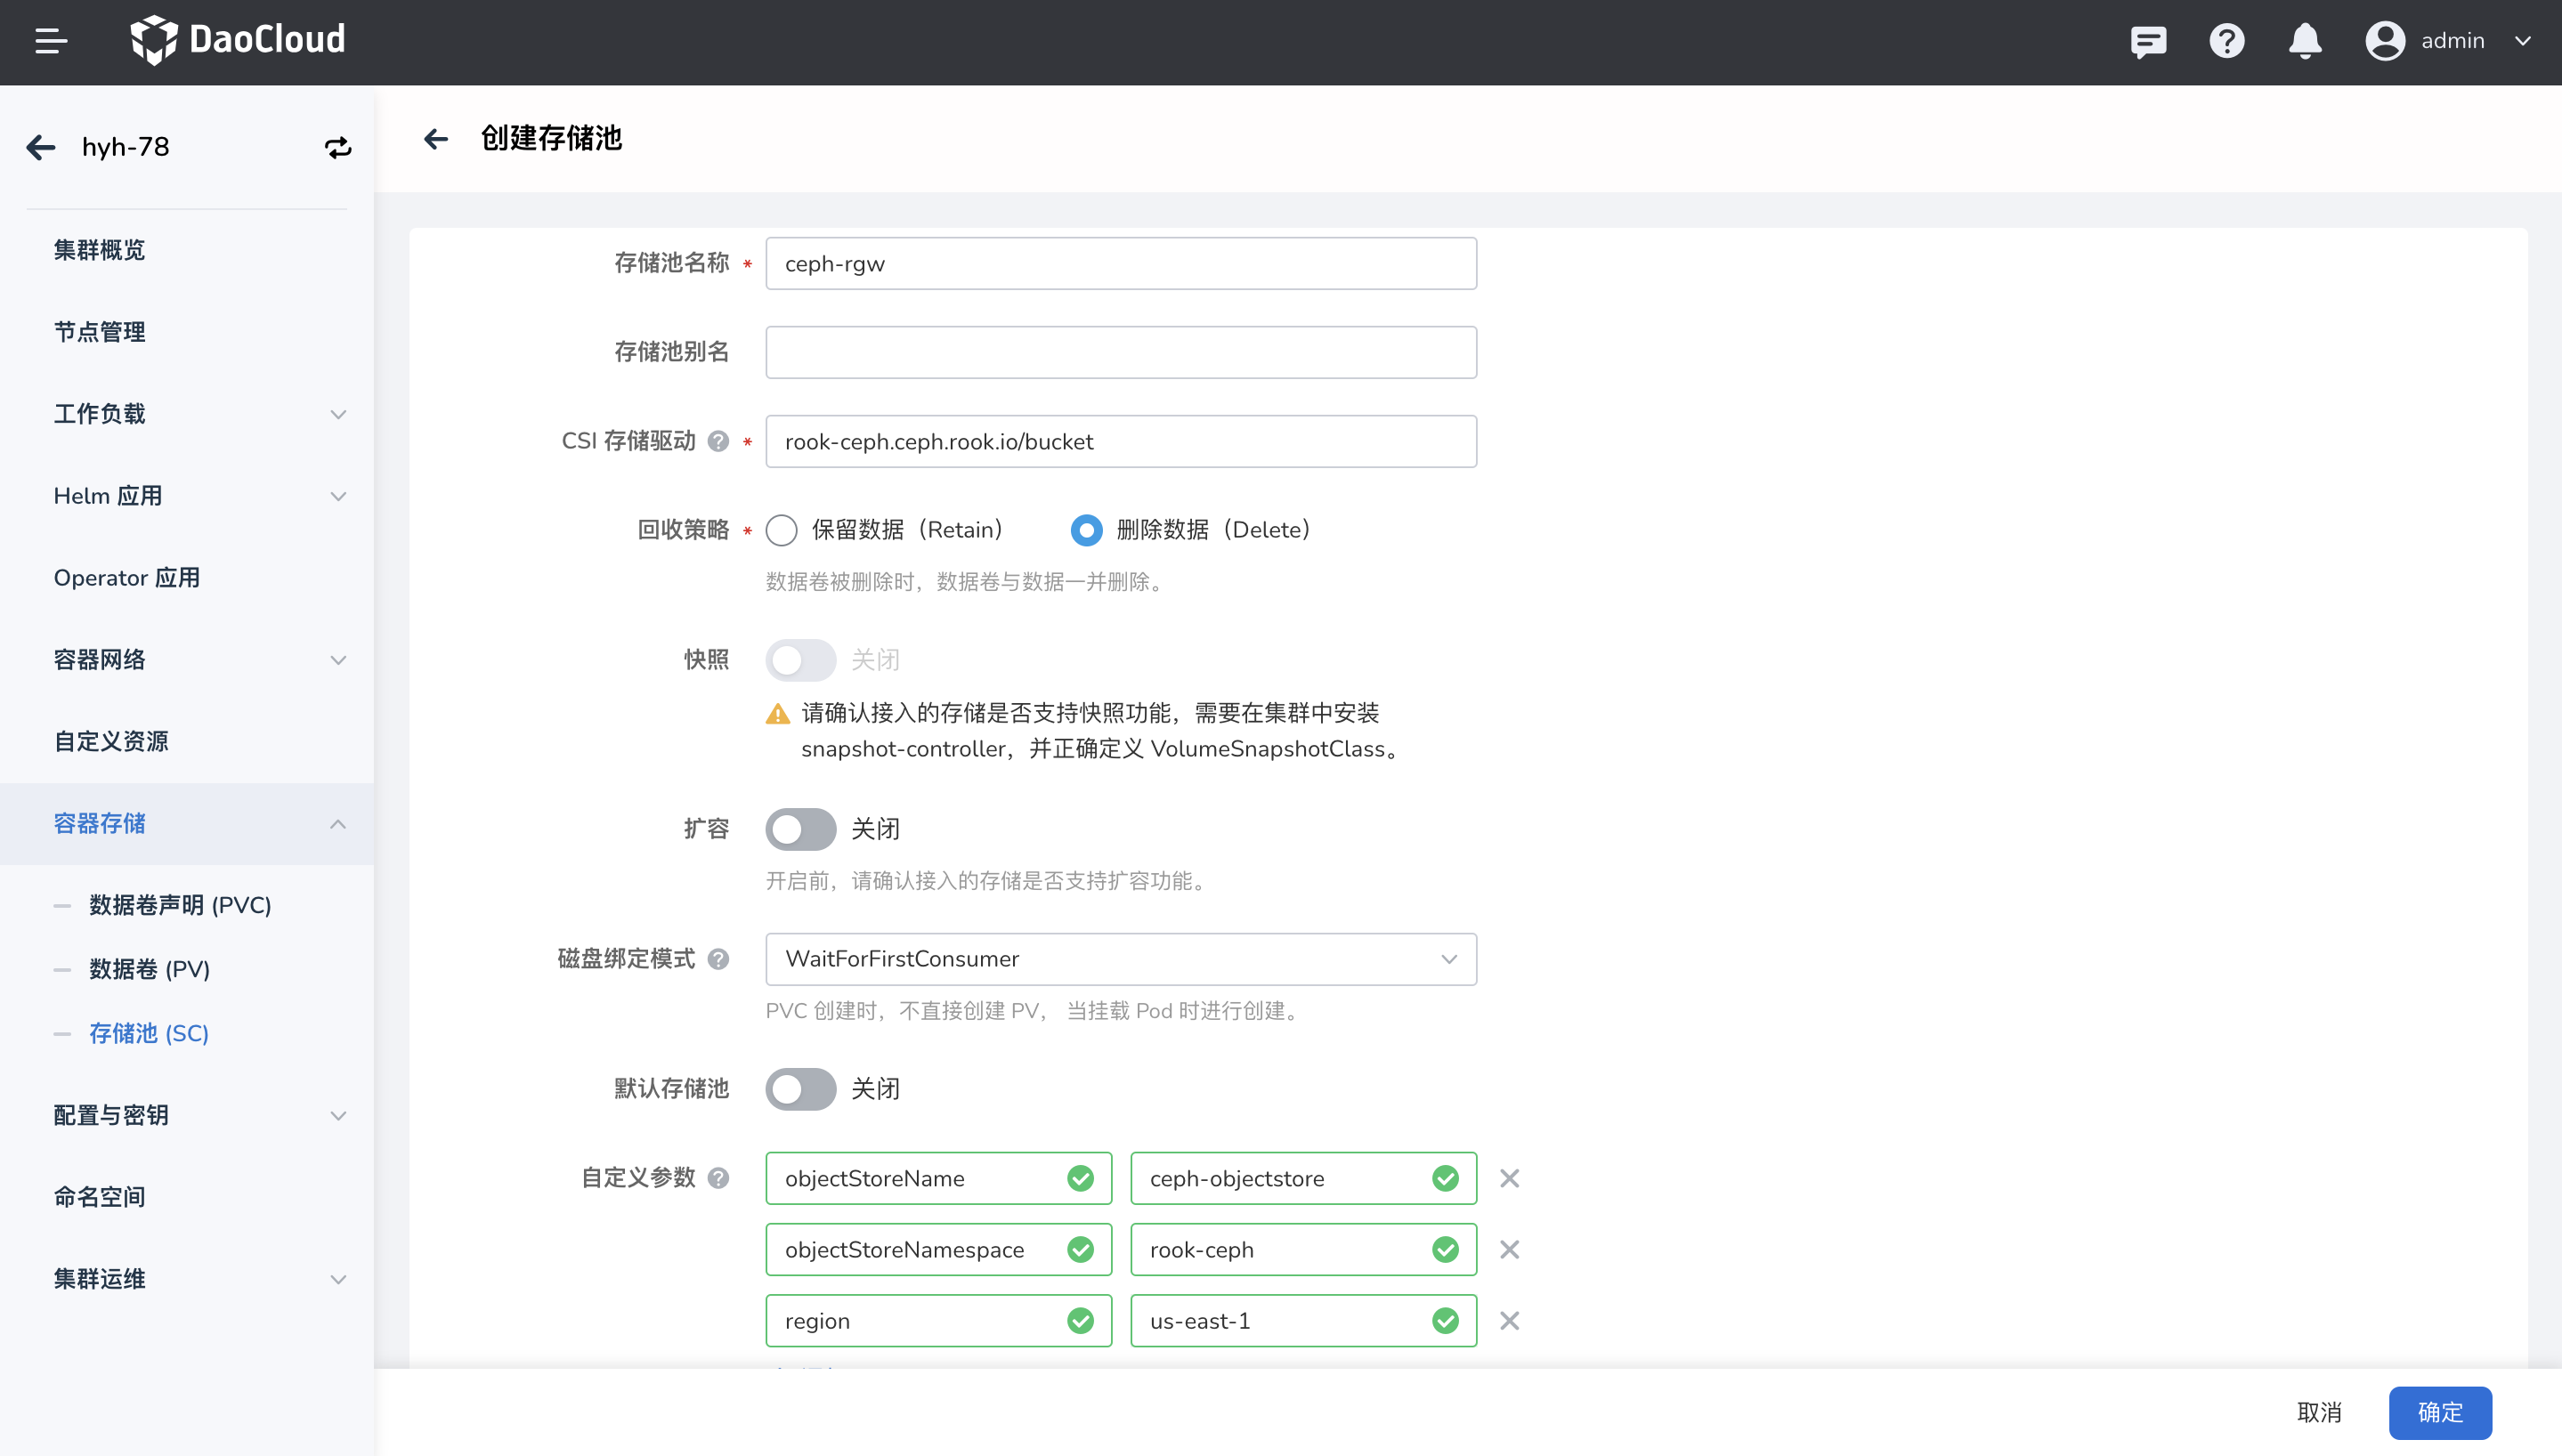 DaoCloud
admin
hyh-78
集群概览
节点管理
工作负载
Helm 应用
Operator 应用
容器网络
自定义资源
容器存储
数据卷声明 (PVC)
数据卷 (PV)
存储池 (SC)
配置与密钥
命名空间
集群运维
创建存储池
存储池名称 * ceph-rgw
存储池别名
CSI 存储驱动 * rook-ceph.ceph.rook.io/bucket
回收策略 * 保留数据（Retain） 删除数据（Delete）
数据卷被删除时，数据卷与数据一并删除。
快照 关闭
请确认接入的存储是否支持快照功能，需要在集群中安装
snapshot-controller，并正确定义 VolumeSnapshotClass。
扩容 关闭
开启前，请确认接入的存储是否支持扩容功能。
磁盘绑定模式 WaitForFirstConsumer
PVC 创建时，不直接创建 PV， 当挂载 Pod 时进行创建。
默认存储池 关闭
自定义参数 objectStoreName ceph-objectstore
objectStoreNamespace rook-ceph
region us-east-1
取消 确定